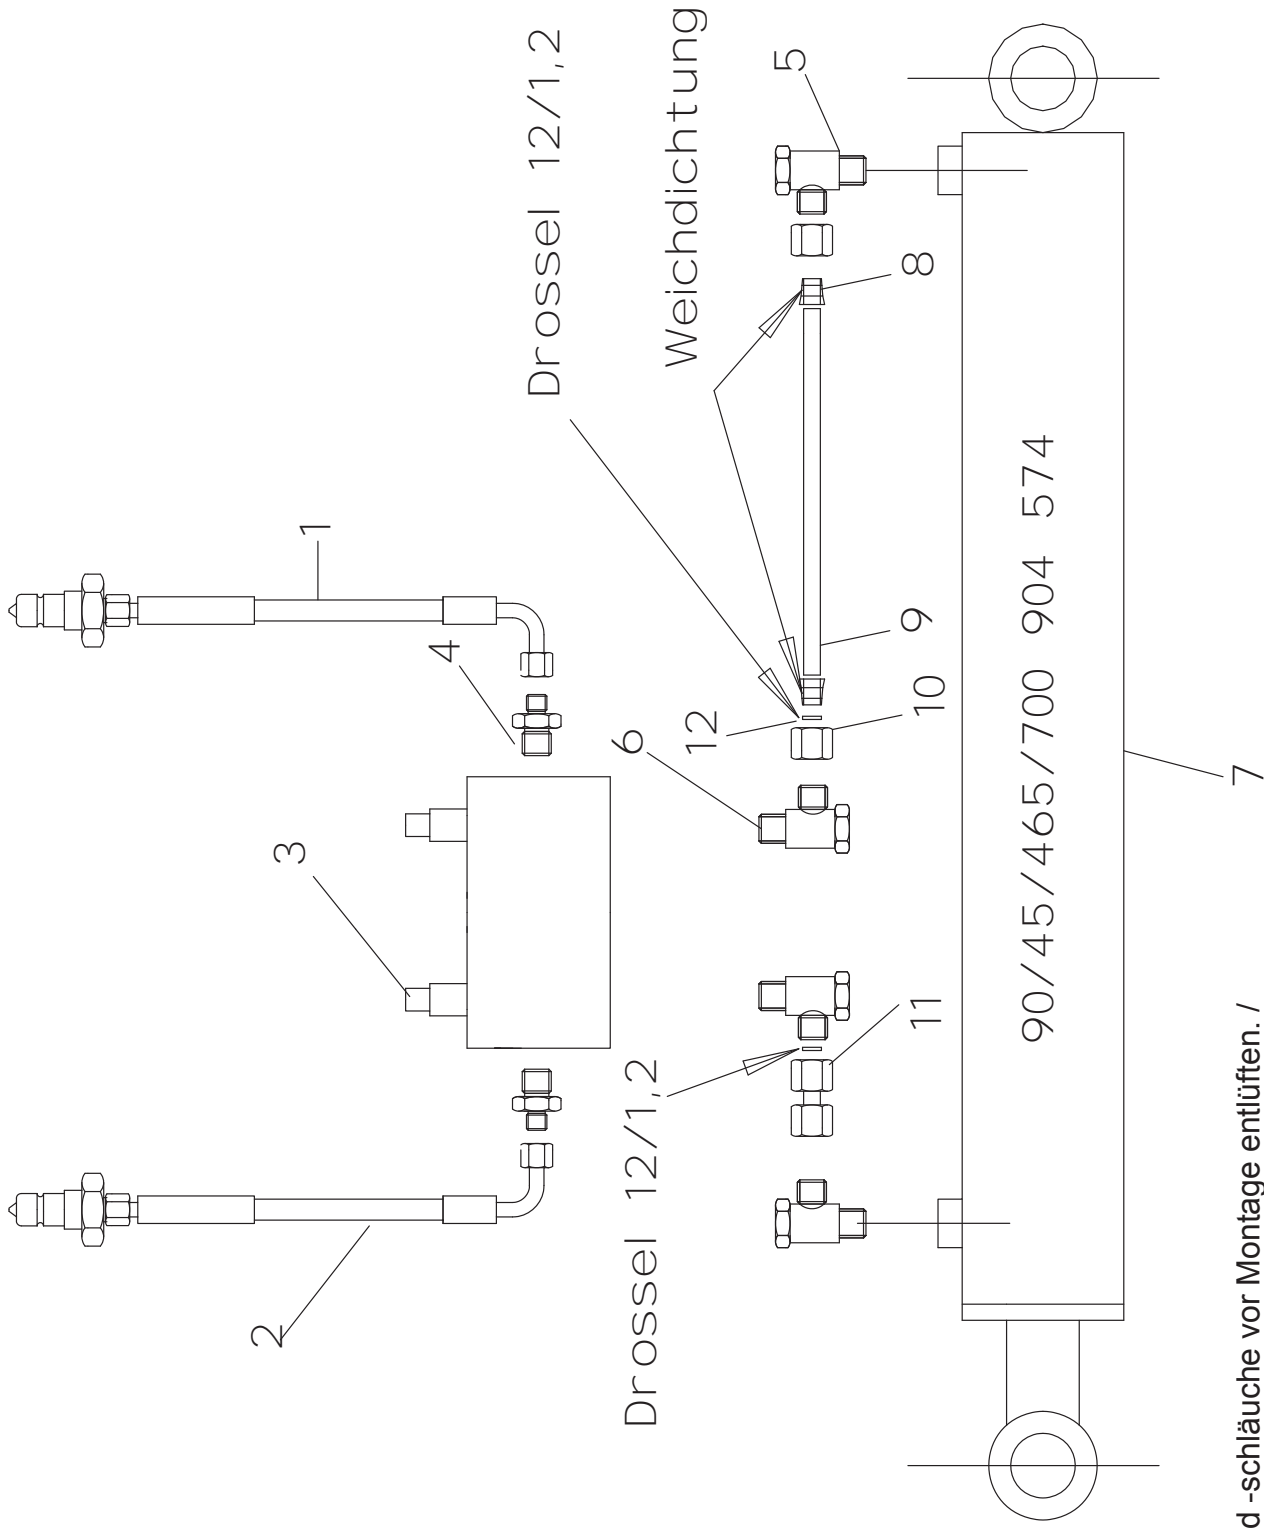 Drossel 12/1,2
Weichdichtung
1
2
3
4
5
6
7
8
9
10
11
12
Drossel 12/1,2
90/45/465/700 904 574
d -schläuche vor Montage entlüften. /